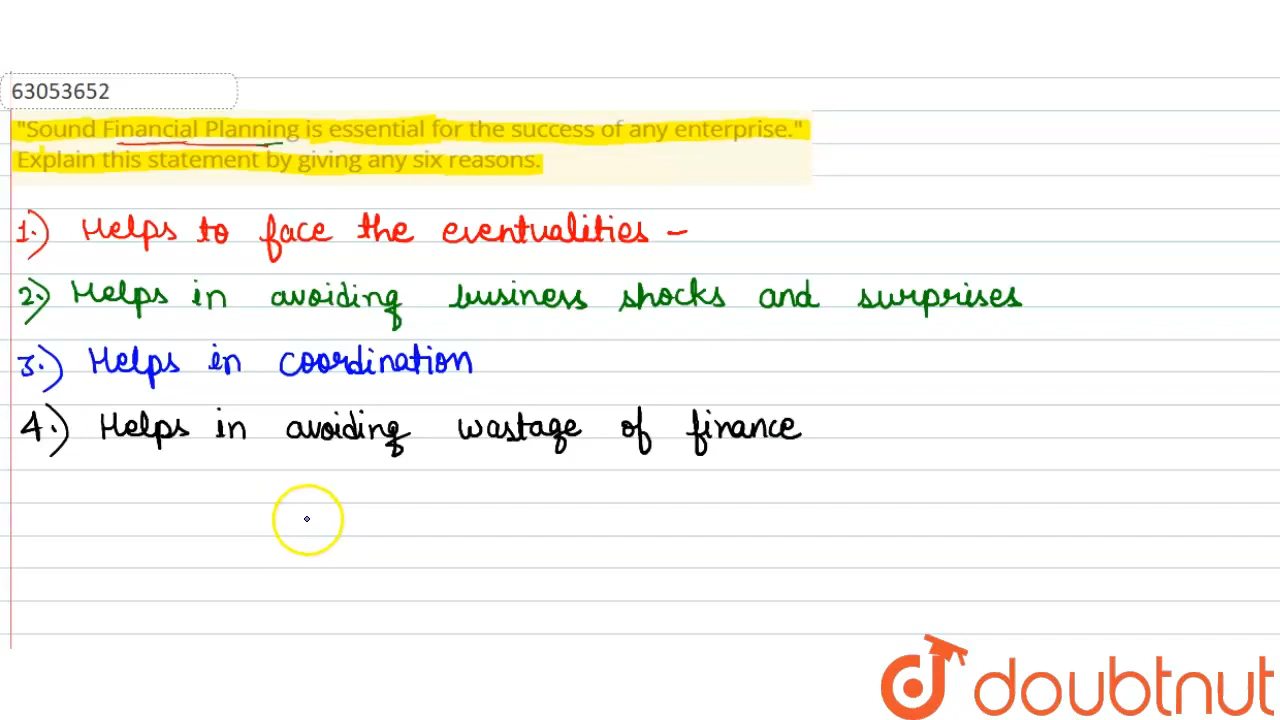 63053652
"Sound Financial Planning is essential for the success of any enterprise."
Explain this statement by giving any six reasons.
1.) Helps to face the eventualities -
2.) Helps in avoiding business shocks and surprises
3.) Helps in coordination
4.) Helps in avoiding wastage of finance
doubtnut